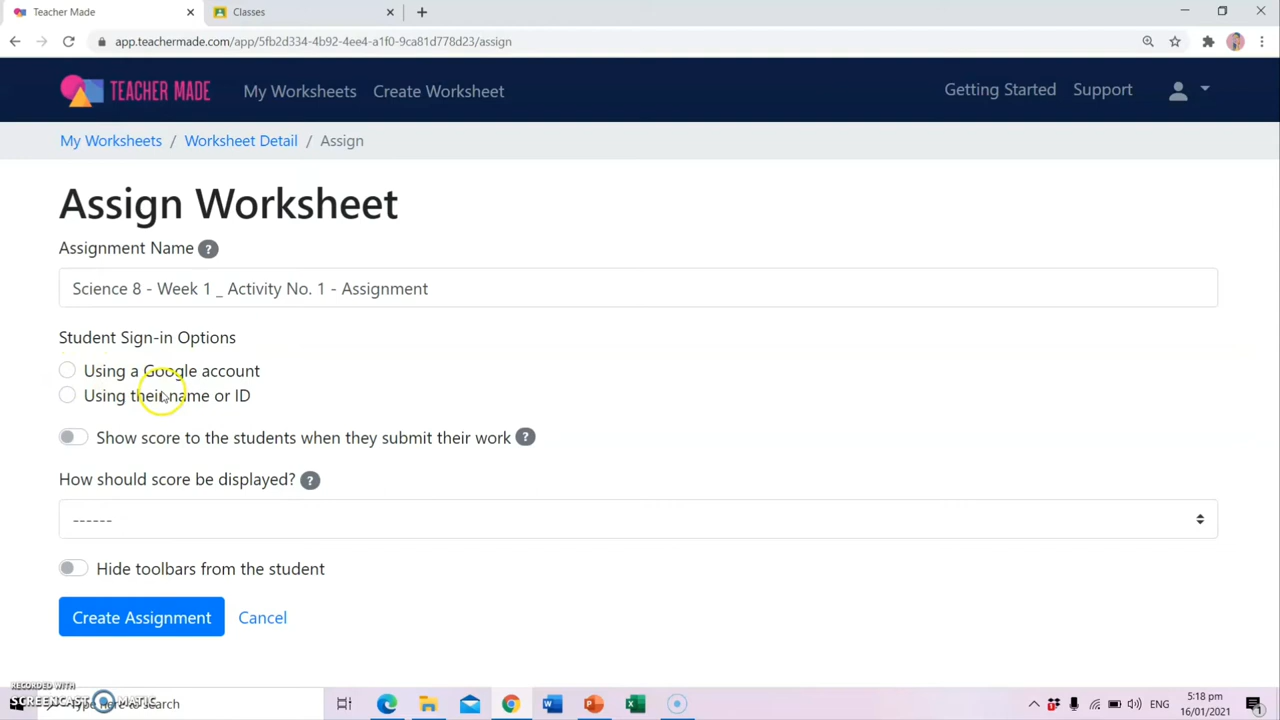 Teacher Made
Classes
app.teachermade.com/app/5fb2d334-4b92-4ee4-a1f0-9ca81d778d23/assign
TEACHER MADE
My Worksheets
Create Worksheet
Getting Started
Support
My Worksheets / Worksheet Detail / Assign
Assign Worksheet
Assignment Name ?
Science 8 - Week 1 _ Activity No. 1 - Assignment
Student Sign-in Options
Using a Google account
Using their name or ID
Show score to the students when they submit their work ?
How should score be displayed? ?
------
Hide toolbars from the student
Create Assignment
Cancel
RECORDED WITH
SCREENCAST MATIC
Type here to search
ENG
5:18 pm
16/01/2021
1